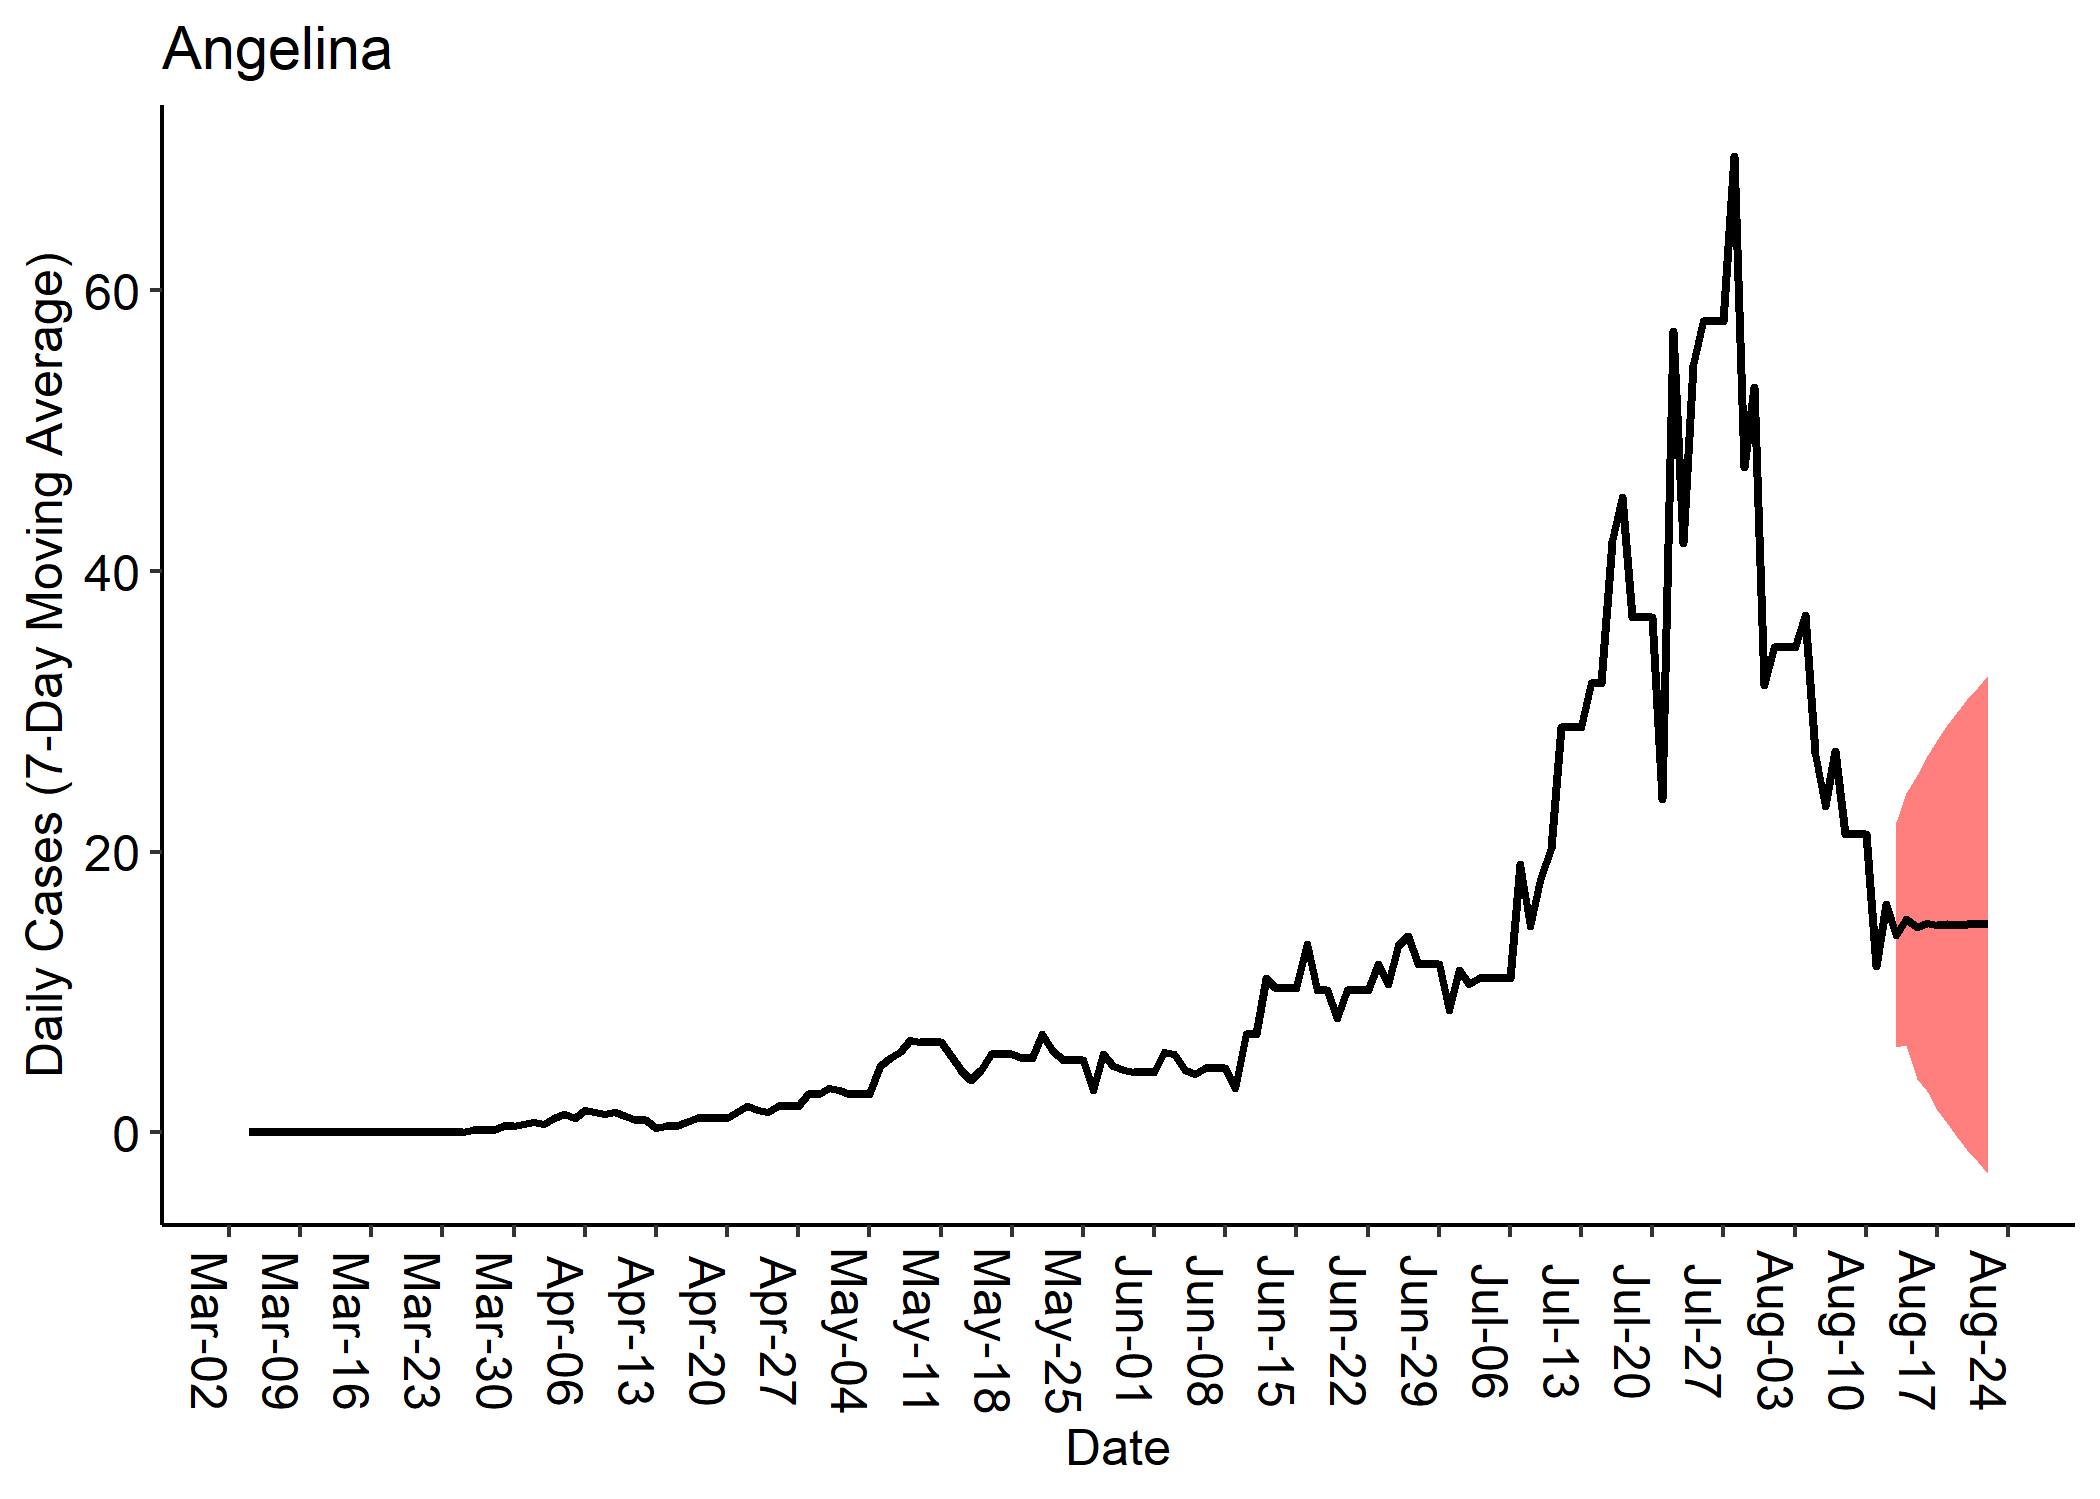 Angelina
Daily Cases (7-Day Moving Average)
60
40
20
0
Mar-02
Mar-09
Mar-16
Mar-23
Mar-30
Apr-06
Apr-13
Apr-20
Apr-27
May-04
May-11
May-18
May-25
Jun-01
Jun-08
Jun-15
Jun-22
Jun-29
Jul-06
Jul-13
Jul-20
Jul-27
Aug-03
Aug-10
Aug-17
Aug-24
Date